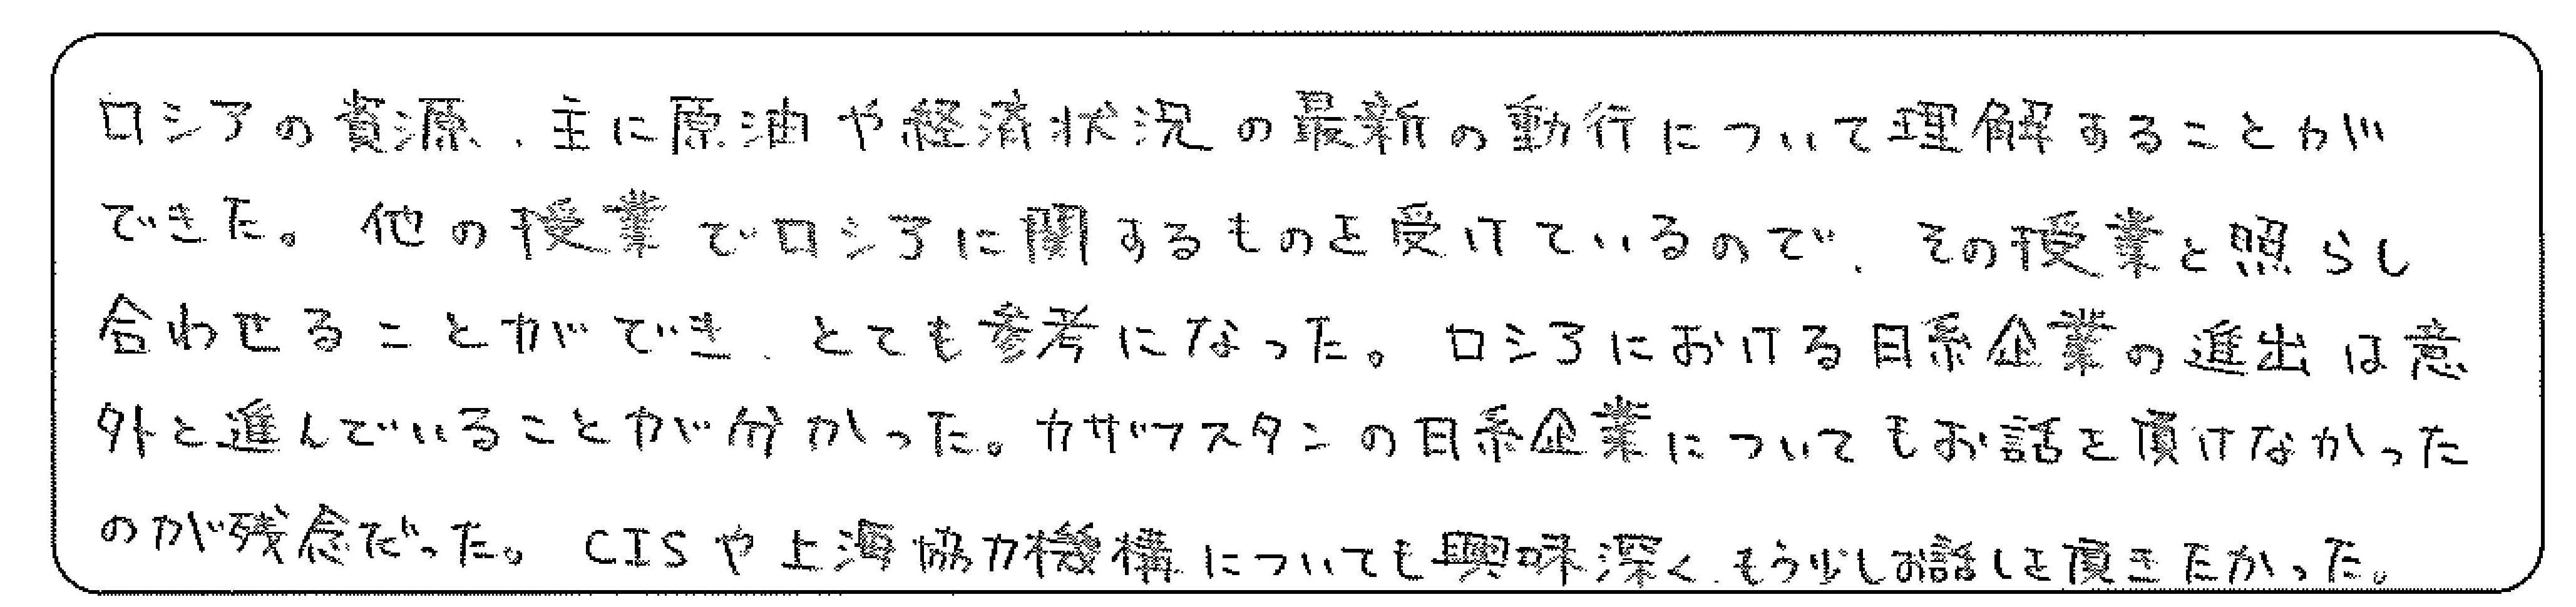 ロシアの資源、主に原油や経済状況の最新の動行について理解することが
できた。他の授業でロシアに関するものを受けているので、その授業と照らし
合わせることができ、とても参考になった。ロシアにおける日系企業の進出は意
外と進んでいることが分かった。カザフスタンの日系企業についてもお話を頂けなかった
のが残念だった。CISや上海協力機構についても興味深く、もう少しお話しを頂きたかった。